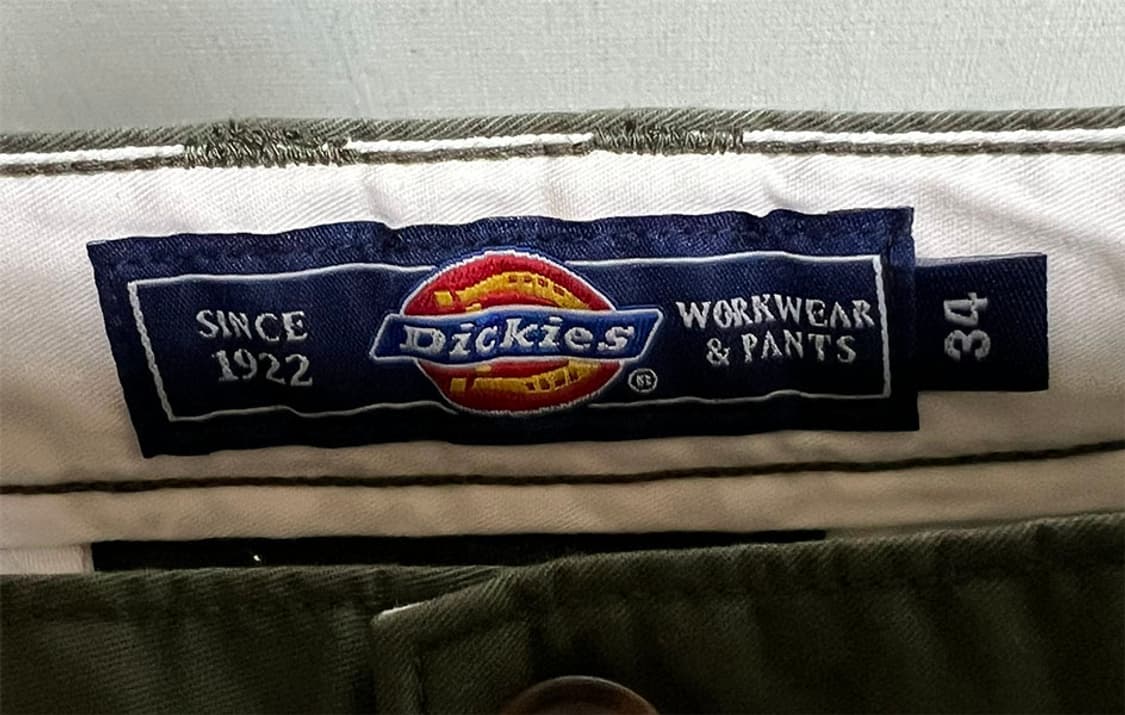 SINCE
1922
Dickies
®
WORKWEAR
& PANTS
34